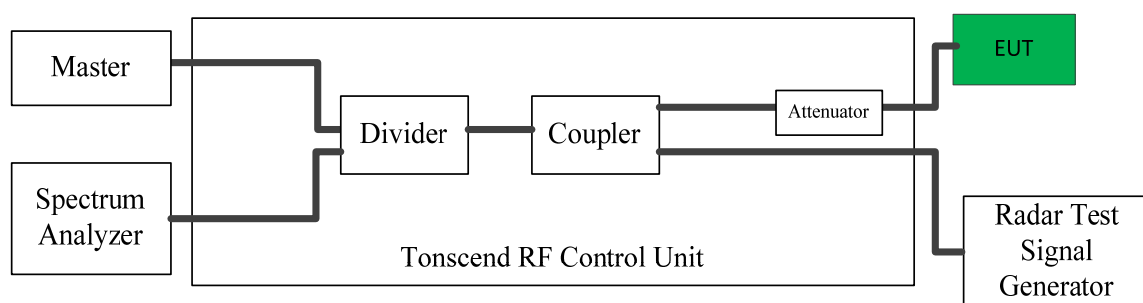 Master
Spectrum
Analyzer
Divider
Coupler
Attenuator
EUT
Radar Test
Signal
Generator
Tonscend RF Control Unit